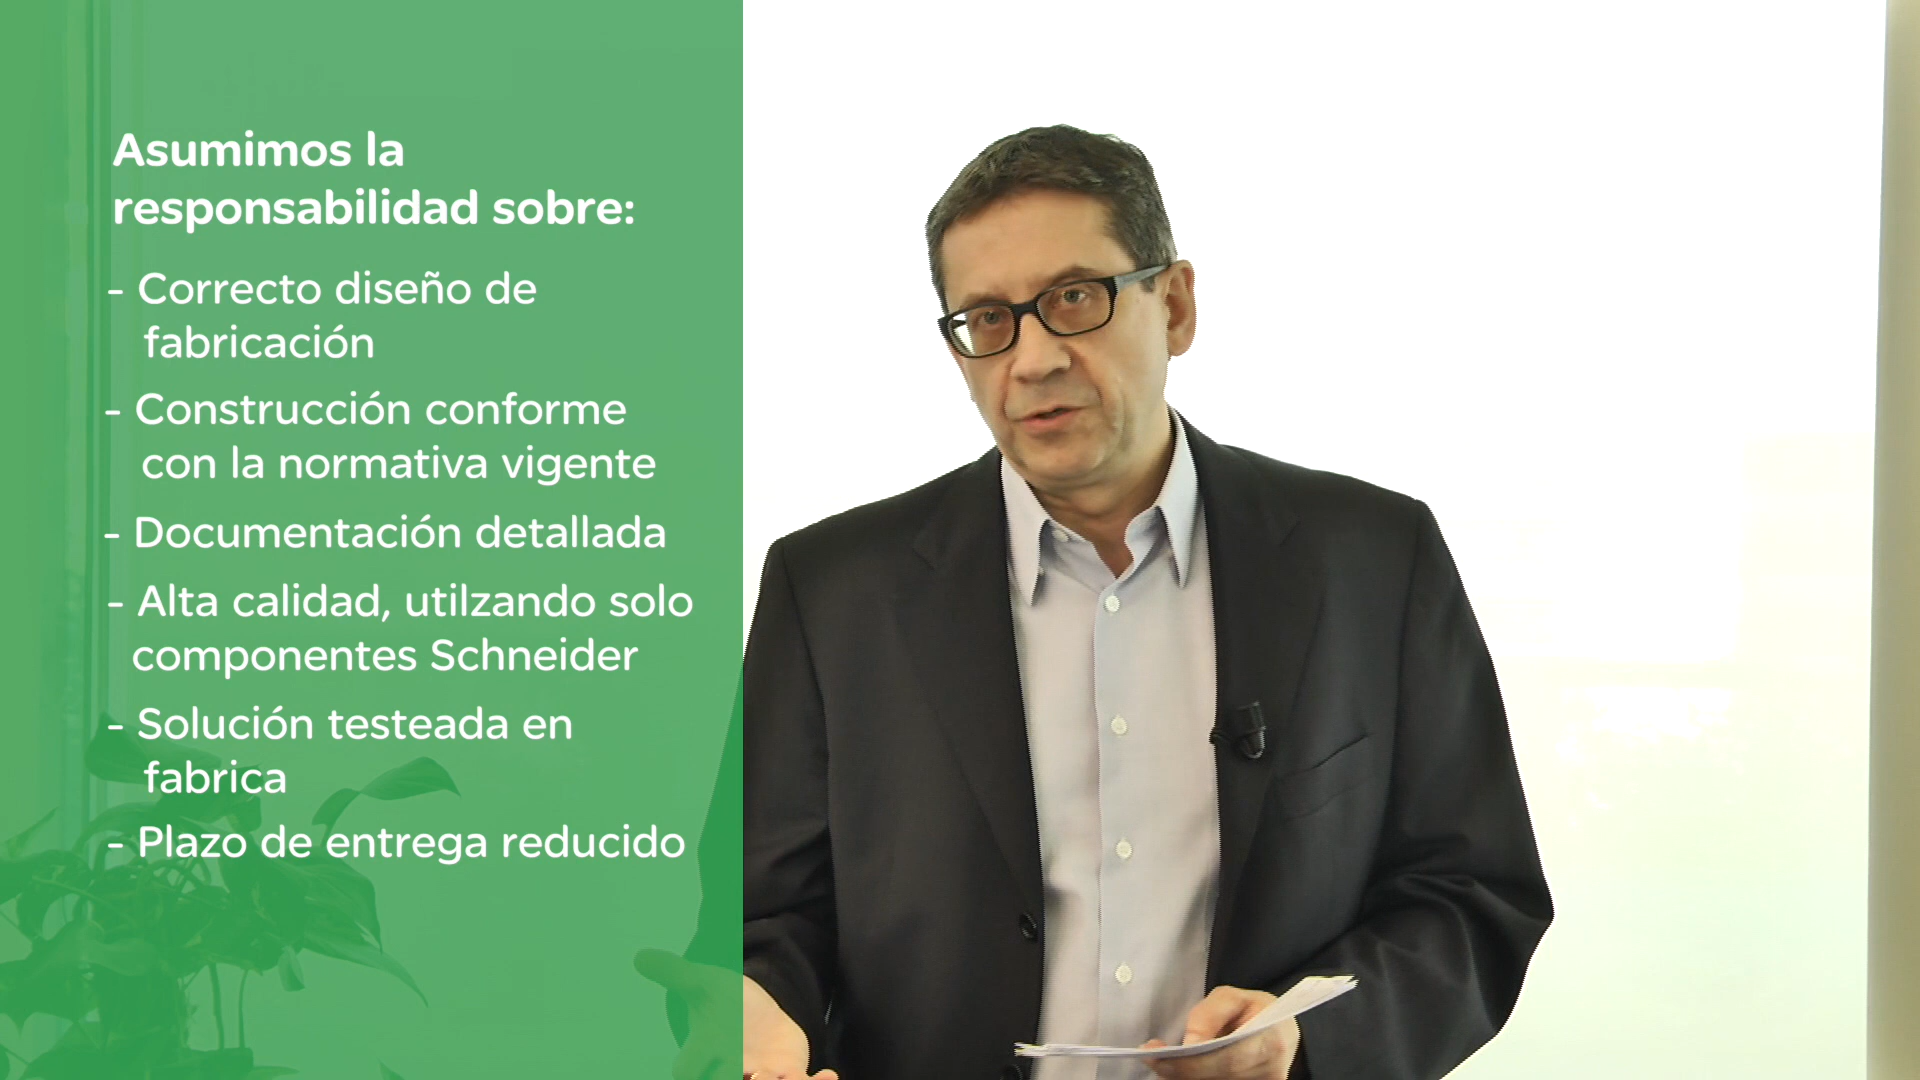 Asumimos la
responsabilidad sobre:
- Correcto diseño de
fabricación
- Construcción conforme
con la normativa vigente
- Documentación detallada
- Alta calidad, utilzando solo
componentes Schneider
- Solución testeada en
fabrica
- Plazo de entrega reducido